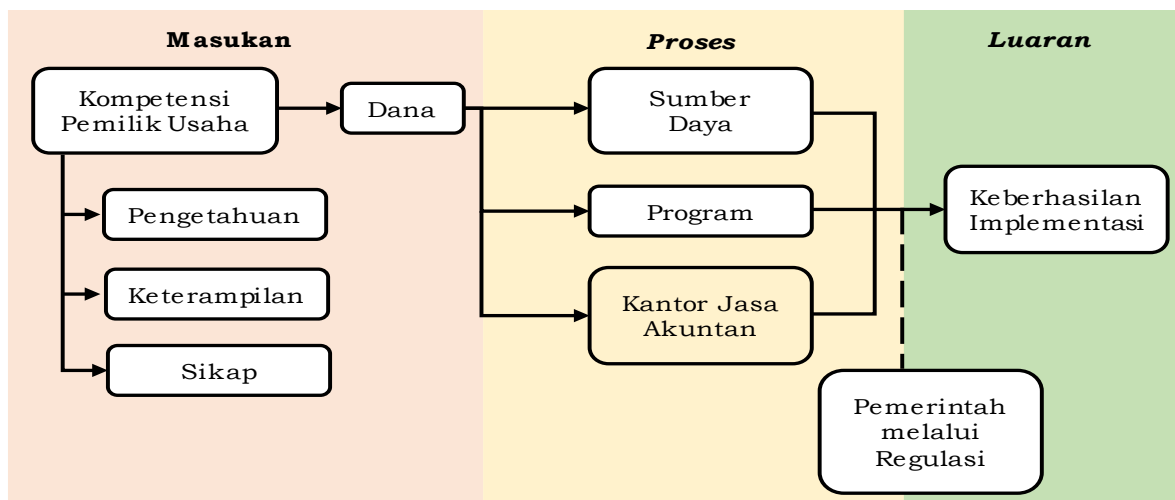 Masukan
Proses
Luaran
Kompetensi
Pemilik Usaha
Dana
Pengetahuan
Keterampilan
Sikap
Sumber
Daya
Program
Kantor Jasa
Akuntan
Keberhasilan
Implementasi
Pemerintah
melalui
Regulasi